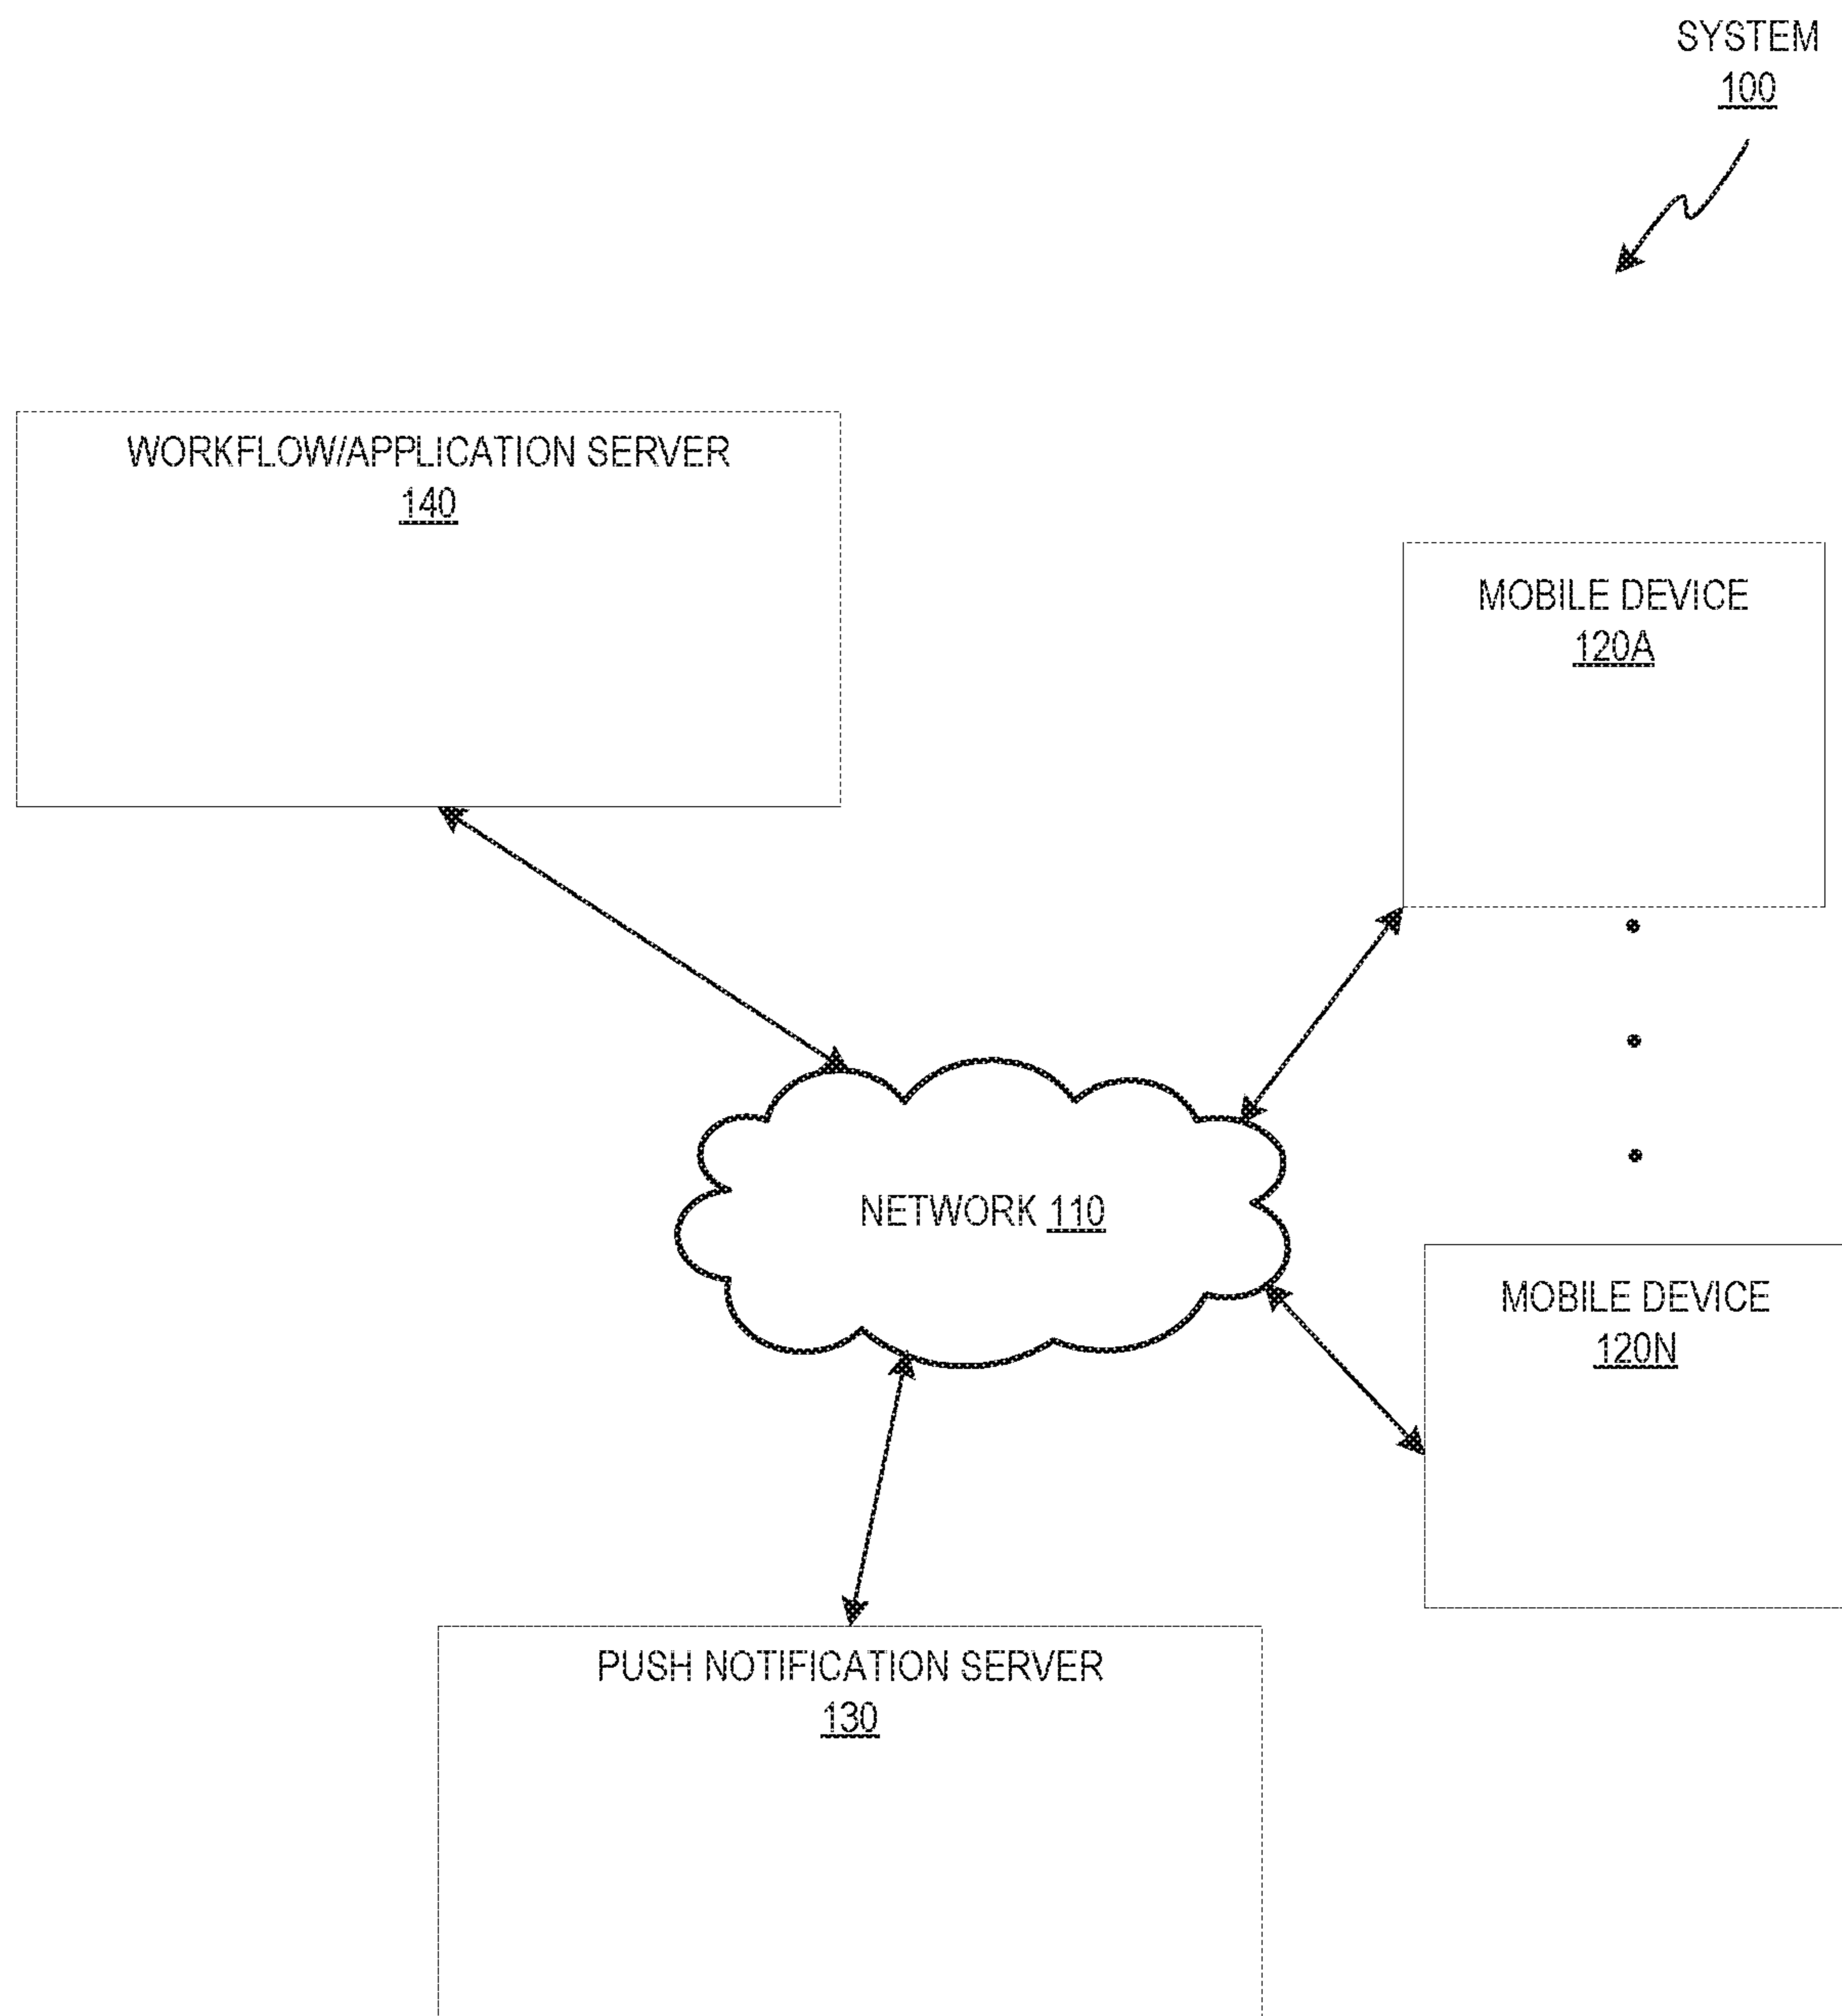 SYSTEM
100
WORKFLOW/APPLICATION SERVER
140
MOBILE DEVICE
120A
NETWORK 110
MOBILE DEVICE
120N
PUSH NOTIFICATION SERVER
130